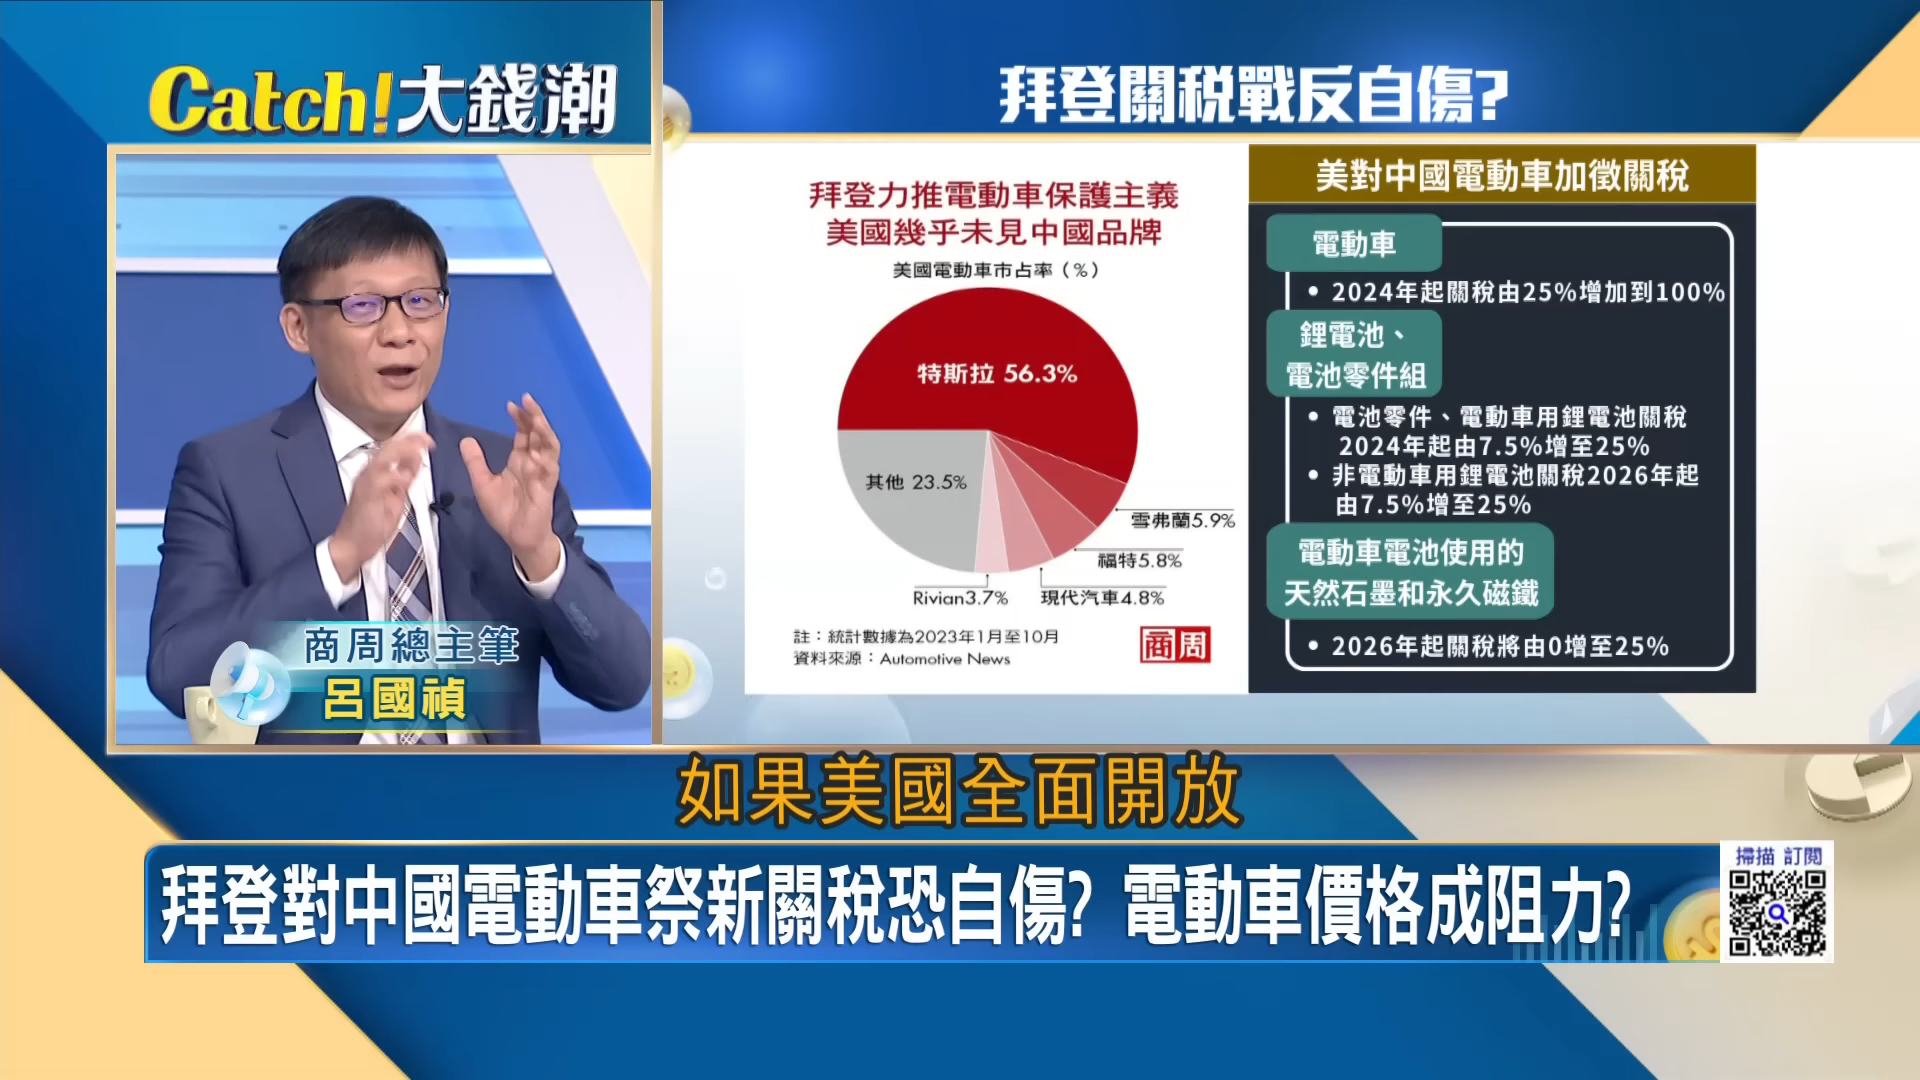 Catch!大錢潮
拜登關稅戰反自傷?
拜登力推電動車保護主義
美國幾乎未見中國品牌
美國電動車市占率（%）
特斯拉 56.3%
其他 23.5%
雪弗蘭5.9%
福特5.8%
Rivian3.7%
現代汽車4.8%
註：統計數據為2023年1月至10月
資料來源：Automotive News
商周
美對中國電動車加徵關稅
電動車
• 2024年起關稅由25%增加到100%
鋰電池、
電池零件組
• 電池零件、電動車用鋰電池關稅
2024年起由7.5%增至25%
• 非電動車用鋰電池關稅2026年起
由7.5%增至25%
電動車電池使用的
天然石墨和永久磁鐵
• 2026年起關稅將由0增至25%
商周總主筆
呂國禎
如果美國全面開放
拜登對中國電動車祭新關稅恐自傷? 電動車價格成阻力?
掃描 訂閱